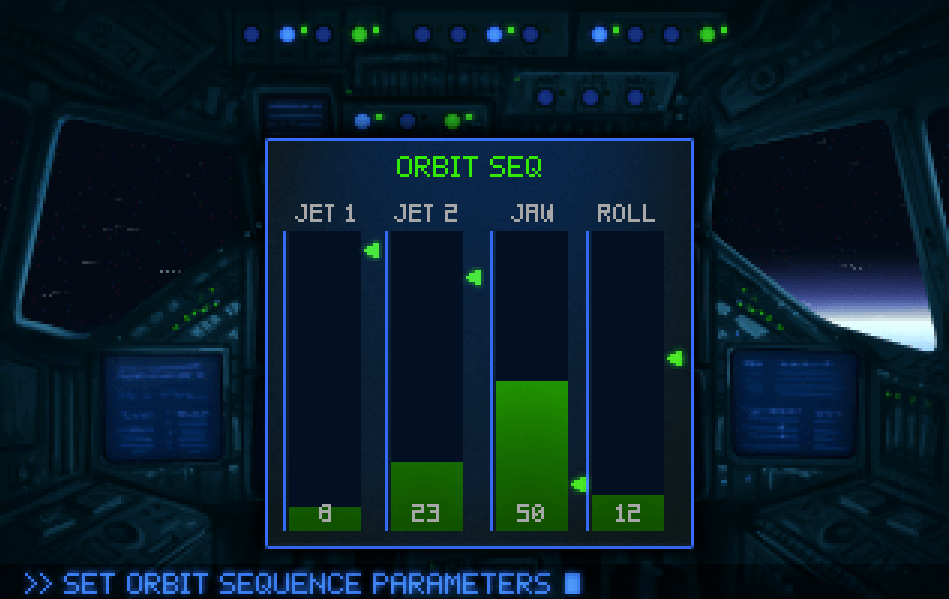 ORBIT SEQ
JET 1 JET 2 JAW ROLL
8 23 50 12
>> SET ORBIT SEQUENCE PARAMETERS